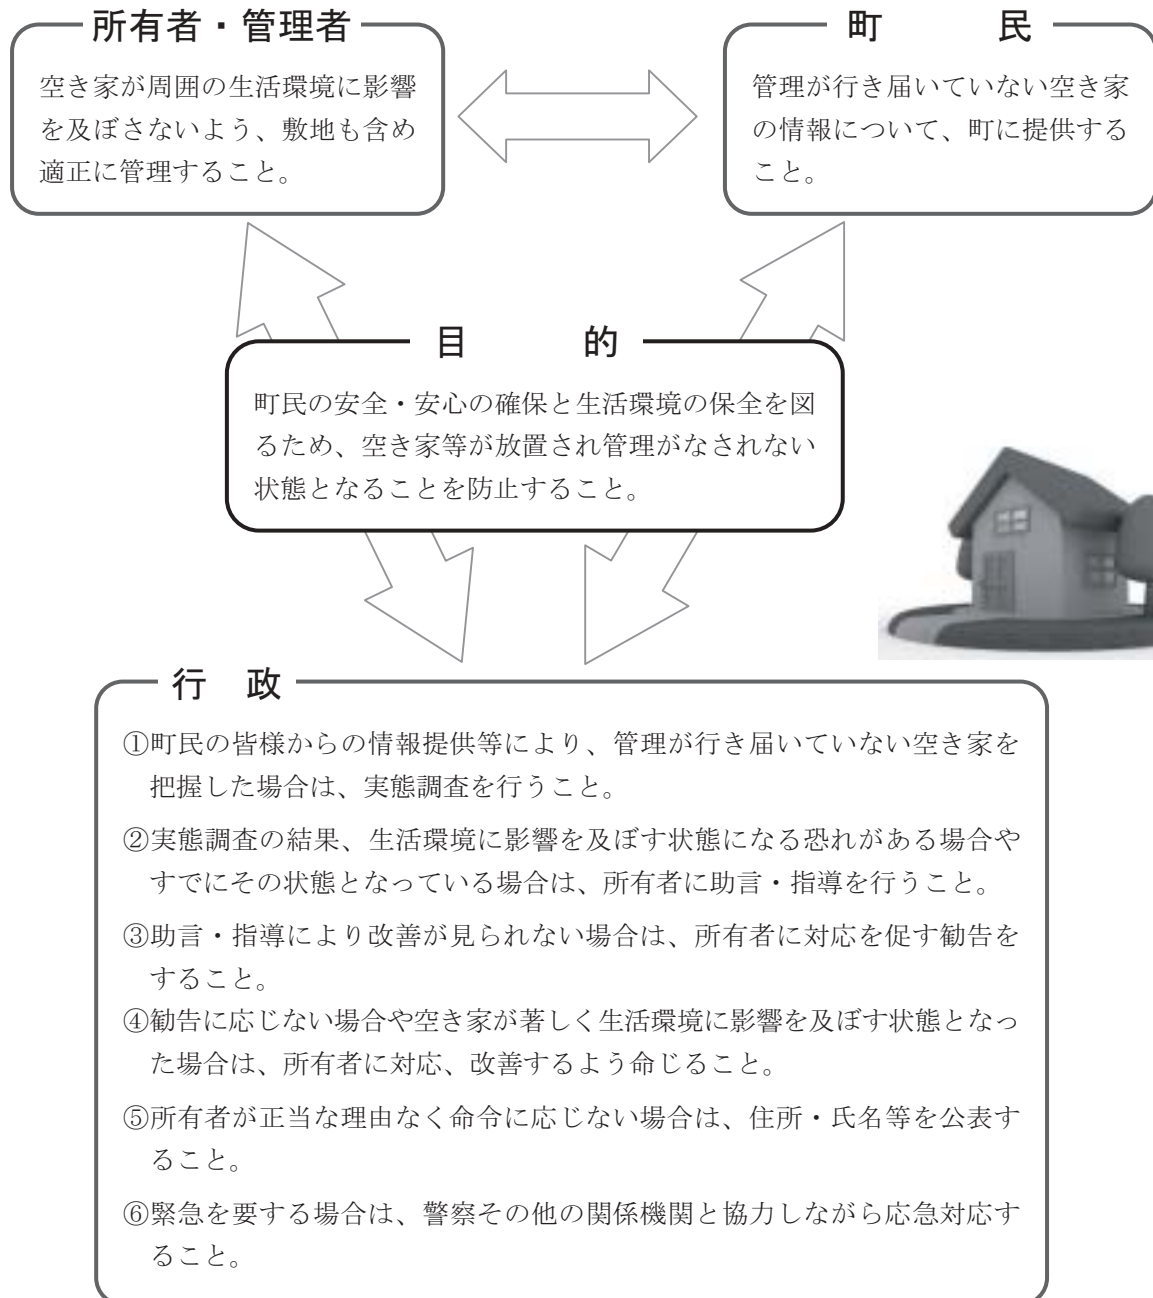 所有者・管理者
空き家が周囲の生活環境に影響
を及ぼさないよう、敷地も含め
適正に管理すること。
町　　民
管理が行き届いていない空き家
の情報について、町に提供する
こと。
目　　的
町民の安全・安心の確保と生活環境の保全を図
るため、空き家等が放置され管理がなされない
状態となることを防止すること。
行　政
①町民の皆様からの情報提供等により、管理が行き届いていない空き家を
把握した場合は、実態調査を行うこと。
②実態調査の結果、生活環境に影響を及ぼす状態になる恐れがある場合や
すでにその状態となっている場合は、所有者に助言・指導を行うこと。
③助言・指導により改善が見られない場合は、所有者に対応を促す勧告を
すること。
④勧告に応じない場合や空き家が著しく生活環境に影響を及ぼす状態となっ
た場合は、所有者に対応、改善するよう命じること。
⑤所有者が正当な理由なく命令に応じない場合は、住所・氏名等を公表す
ること。
⑥緊急を要する場合は、警察その他の関係機関と協力しながら応急対応す
ること。